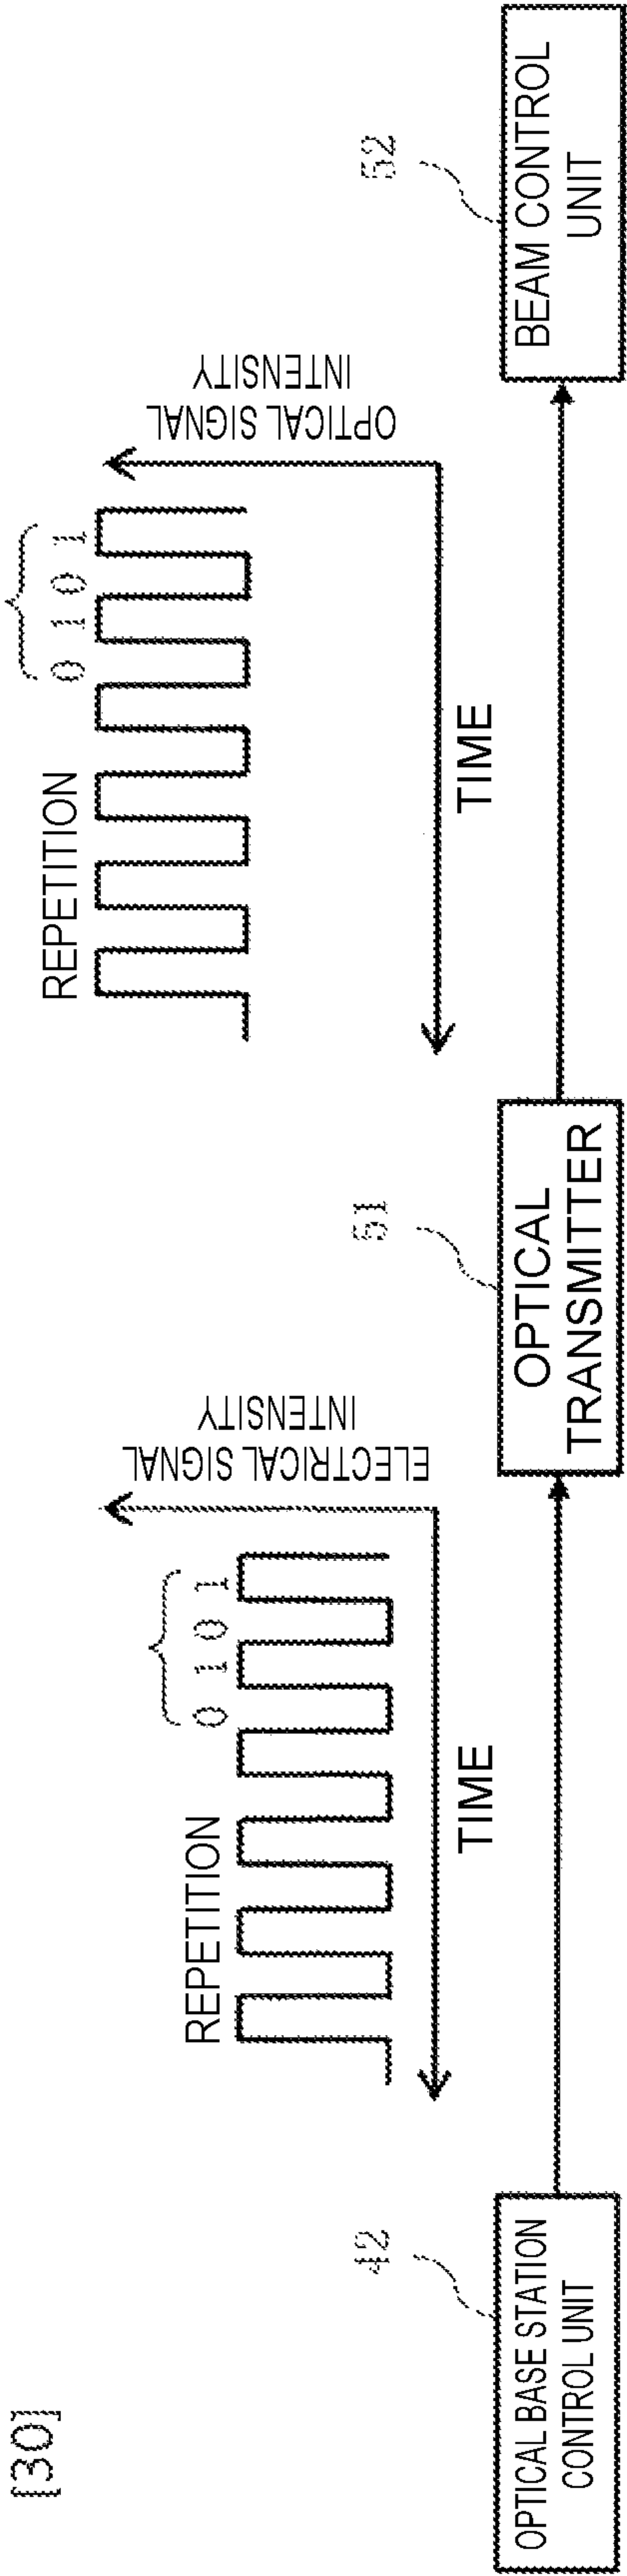 [30]
REPETITION
0 1 0 1
ELECTRICAL SIGNAL
INTENSITY
TIME
REPETITION
0 1 0 1
OPTICAL SIGNAL
INTENSITY
TIME
42
OPTICAL BASE STATION
CONTROL UNIT
51
OPTICAL
TRANSMITTER
52
BEAM CONTROL
UNIT